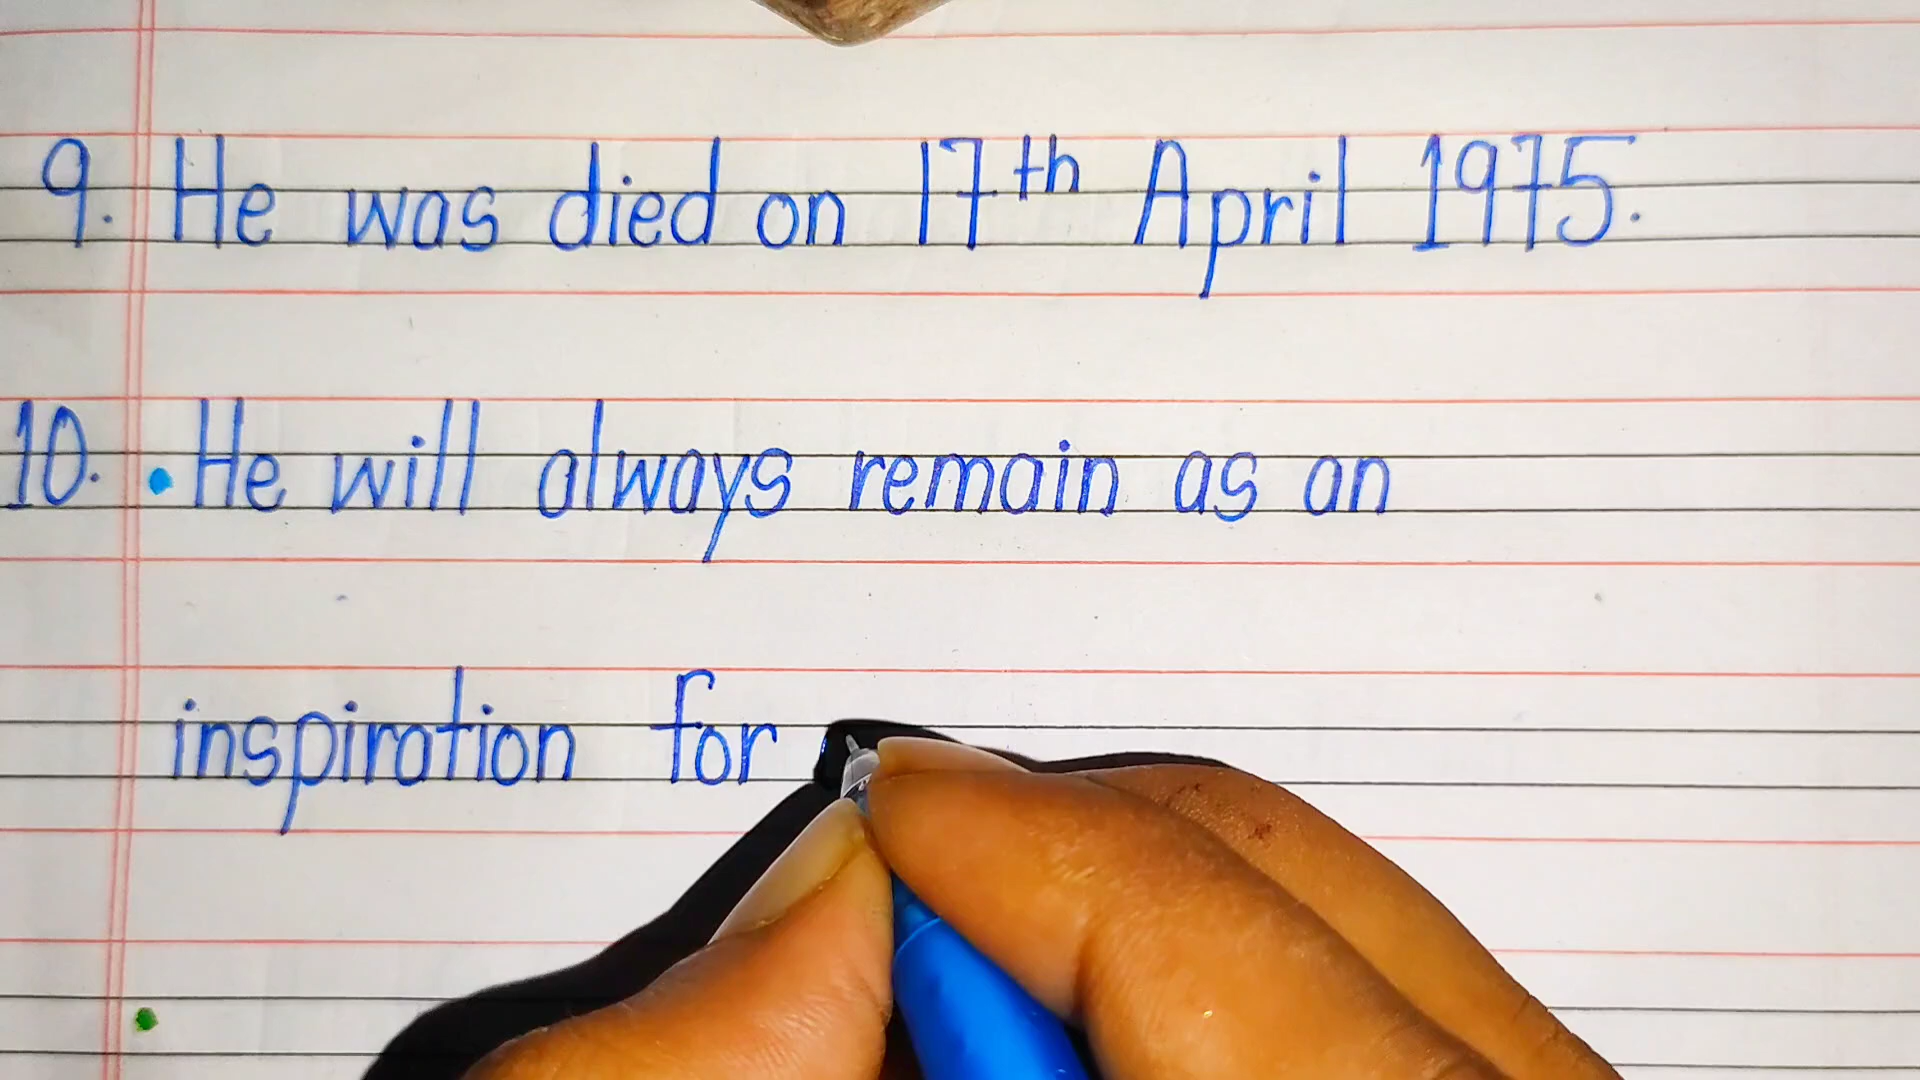 9. He was died on 17th April 1975.
10. He will always remain as an
inspiration for